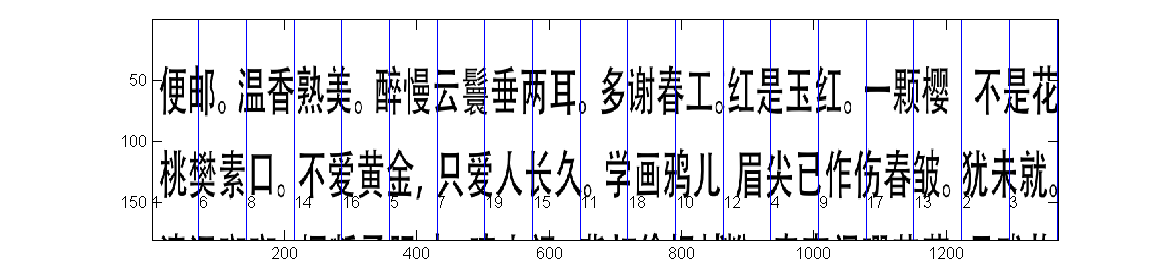 便邮。温香熟美。醉慢云鬟垂两耳。多谢春工。红是玉红。一颗樱 不是花
桃樊素口。不爱黄金,只爱人长久。学画鸦儿 眉尖已作伤春皱。犹未就。
50
100
150
1 6 8 14 16 5 7 19 15 11 18 10 12 4 9 17 13 2 3
200 400 600 800 1000 1200